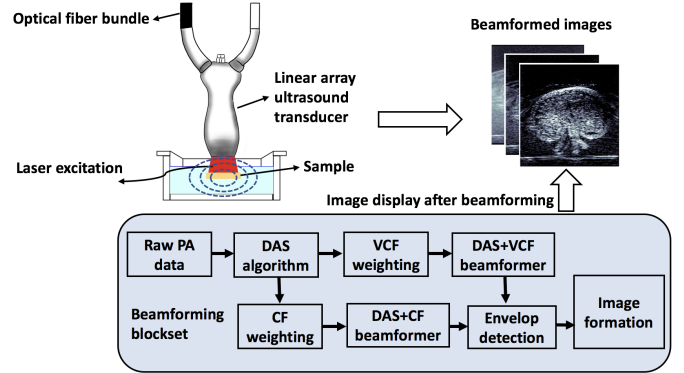 Optical fiber bundle
Beamformed images
Linear array
ultrasound
transducer
Laser excitation
Sample
Image display after beamforming
Raw PA
data
DAS
algorithm
VCF
weighting
DAS+VCF
beamformer
Beamforming
blockset
CF
weighting
DAS+CF
beamformer
Envelop
detection
Image
formation